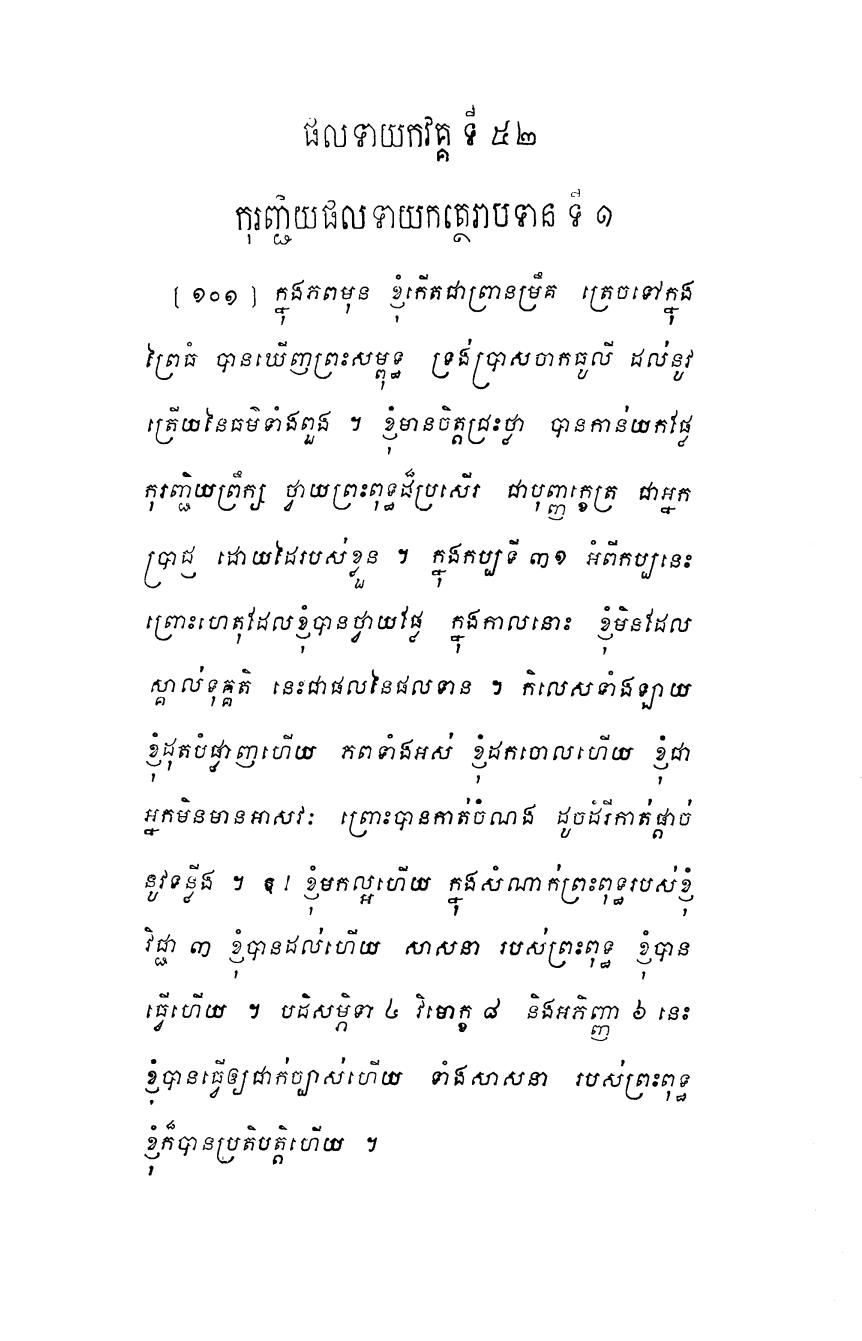 ផលទាយកវគ្គ ទី ៥២
កុរញ្ជិយផលទាយកត្ថេរាបទាន ទី ១
[ ១០១ ] ក្នុងភពមុន ខ្ញុំកើតជាព្រានម្រឹគ ត្រេចទៅក្នុង
ព្រៃធំ បានឃើញព្រះសម្ពុទ្ធ ទ្រង់ប្រាសចាកធូលី ដល់នូវ
ត្រើយនៃធម៌ទាំងពួង ។ ខ្ញុំមានចិត្តជ្រះថ្លា បានកាន់យកផ្លែ
កុរញ្ជិយព្រឹក្ស ថ្វាយព្រះពុទ្ធដ៏ប្រសើរ ជាបុញ្ញក្ខេត្រ ជាអ្នក
ប្រាជ្ញ ដោយដៃរបស់ខ្លួន ។ ក្នុងកប្បទី ៣១ អំពីកប្បនេះ
ព្រោះហេតុដែលខ្ញុំបានថ្វាយផ្លែ ក្នុងកាលនោះ ខ្ញុំមិនដែល
ស្គាល់ទុគ្គតិ នេះជាផលនៃផលទាន ។ កិលេសទាំងឡាយ
ខ្ញុំដុតបំផ្លាញហើយ ភពទាំងអស់ ខ្ញុំដកចោលហើយ ខ្ញុំជា
អ្នកមិនមានអាសវៈ ព្រោះបានកាត់ចំណង ដូចដំរីកាត់ផ្តាច់
នូវទន្លីង ។ ឱ ! ខ្ញុំមកល្អហើយ ក្នុងសំណាក់ព្រះពុទ្ធរបស់ខ្ញុំ
វិជ្ជា ៣ ខ្ញុំបានដល់ហើយ សាសនា របស់ព្រះពុទ្ធ ខ្ញុំបាន
ធ្វើហើយ ។ បដិសម្ភិទា ៤ វិមោក្ខ ៨ និងអភិញ្ញា ៦ នេះ
ខ្ញុំបានធ្វើឲ្យជាក់ច្បាស់ហើយ ទាំងសាសនា របស់ព្រះពុទ្ធ
ខ្ញុំក៏បានប្រតិបត្តិហើយ ។